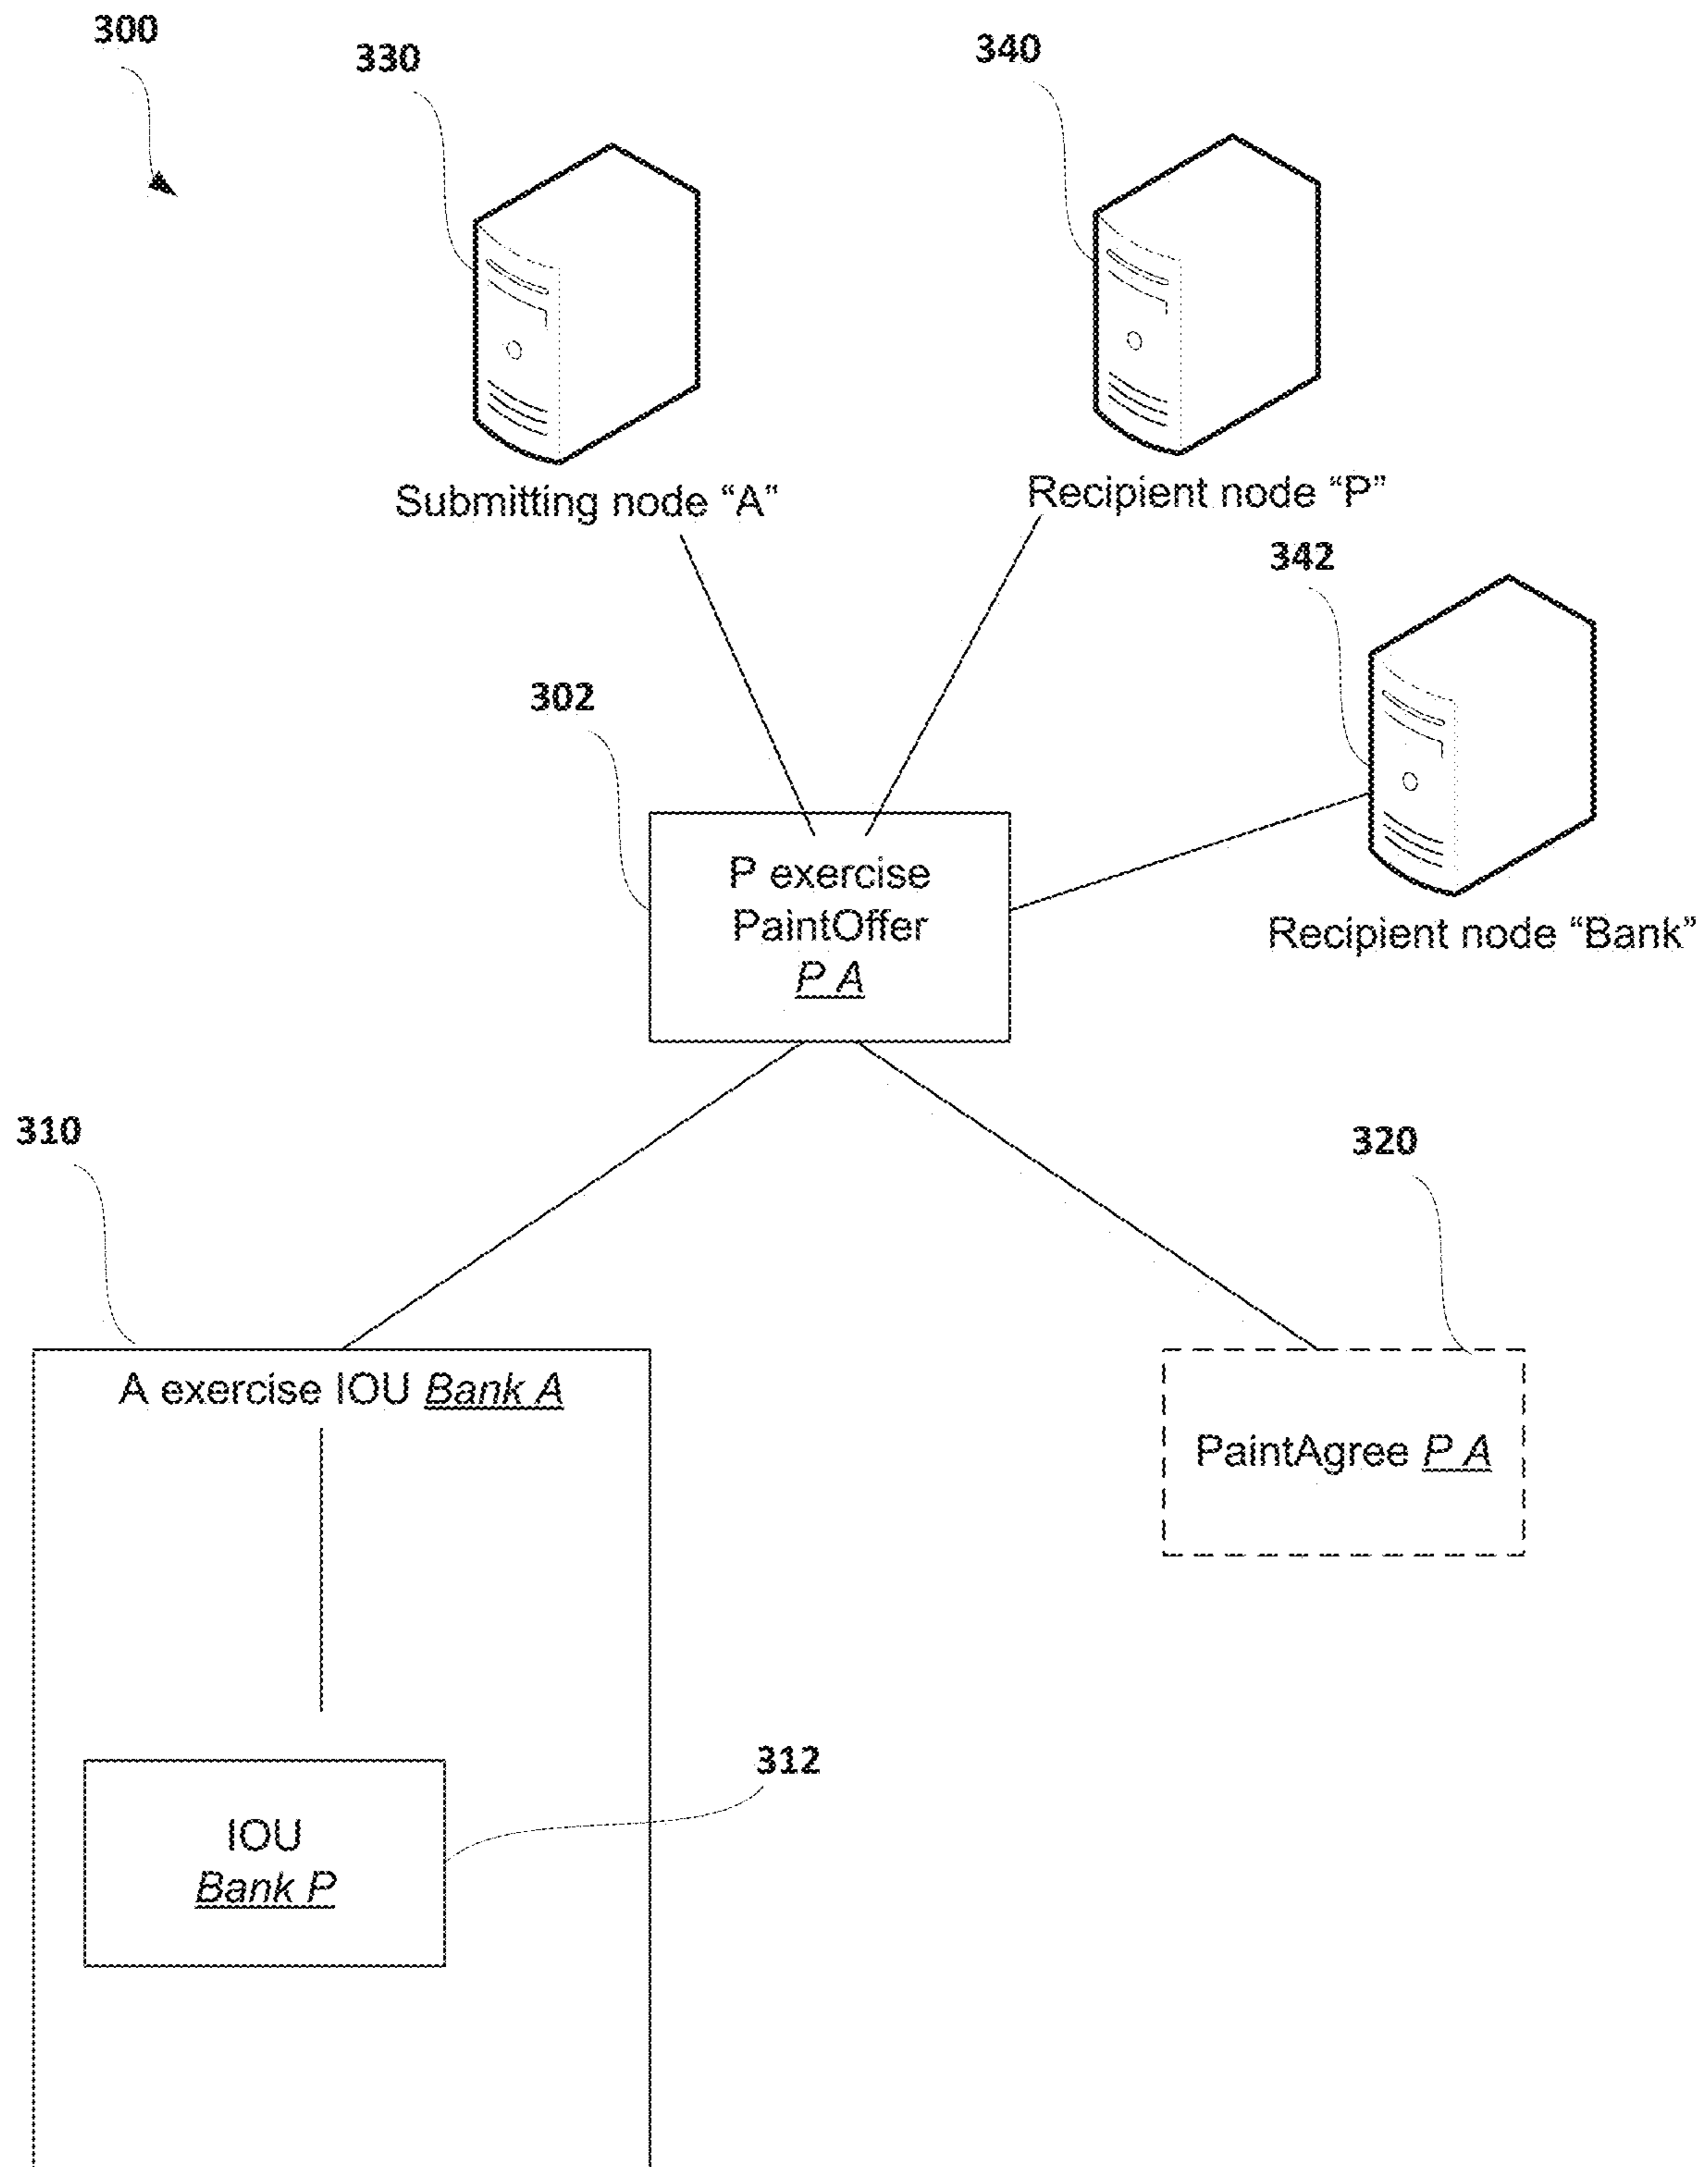 300
330
340
Submitting node “A”
Recipient node “P”
342
302
P exercise
PaintOffer
P A
Recipient node “Bank”
310
320
A exercise IOU Bank A
PaintAgree P A
312
IOU
Bank P